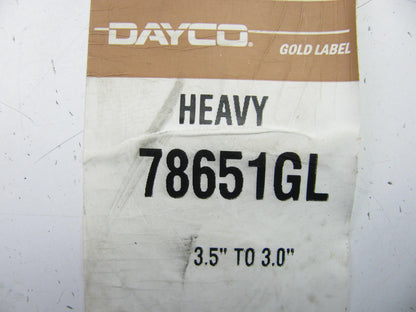 DAYCO.
GOLD LABEL
HEAVY
78651GL
3.5" TO 3.0"